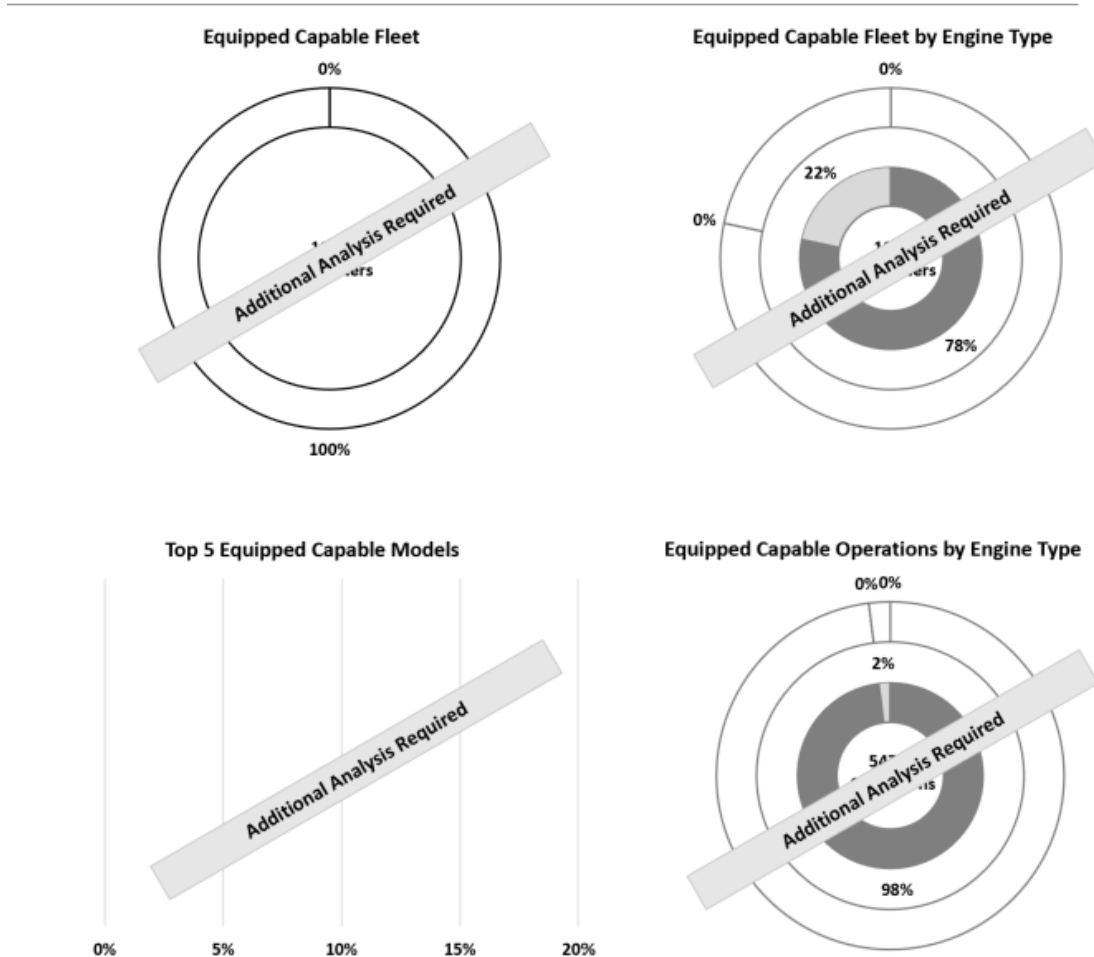 Equipped Capable Fleet
0%
Additional Analysis Required
100%
Equipped Capable Fleet by Engine Type
0%
22%
0%
Additional Analysis Required
78%
Top 5 Equipped Capable Models
Additional Analysis Required
0% 5% 10% 15% 20%
Equipped Capable Operations by Engine Type
0% 0%
2%
Additional Analysis Required
98%